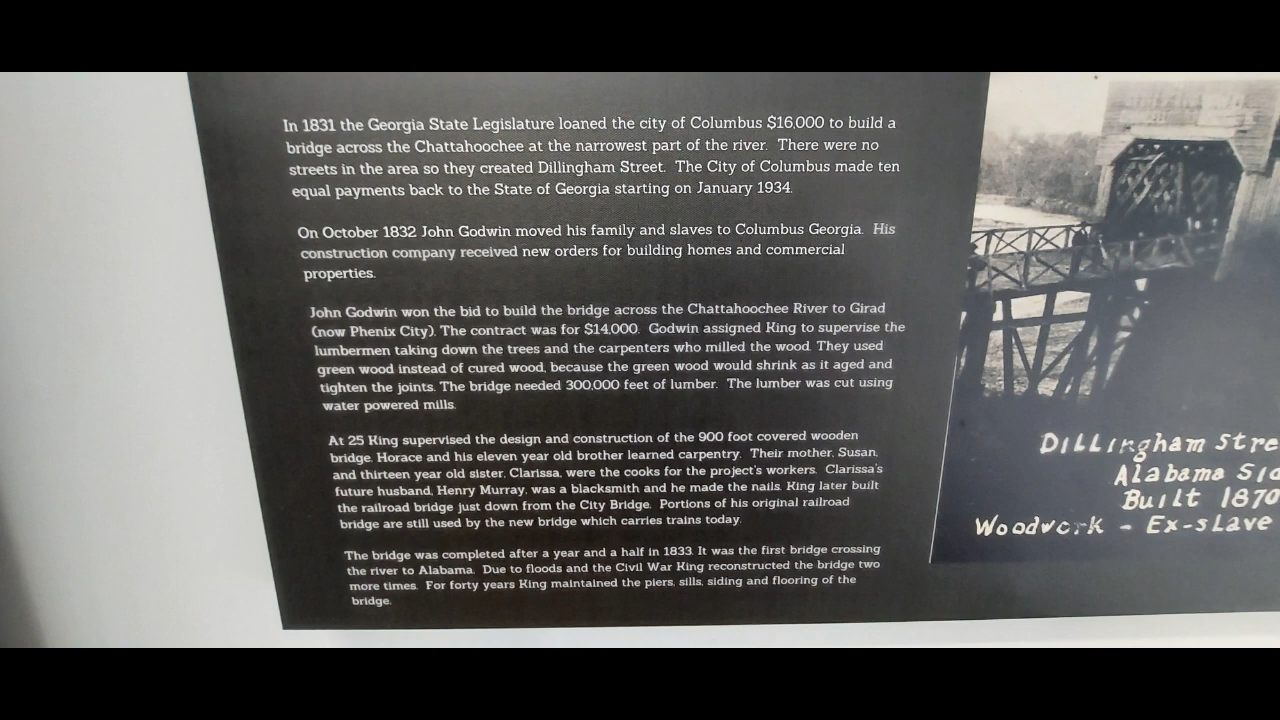 In 1831 the Georgia State Legislature loaned the city of Columbus $16,000 to build a
bridge across the Chattahoochee at the narrowest part of the river. There were no
streets in the area so they created Dillingham Street. The City of Columbus made ten
equal payments back to the State of Georgia starting on January 1934.
On October 1832 John Godwin moved his family and slaves to Columbus Georgia. His
construction company received new orders for building homes and commercial
properties.
John Godwin won the bid to build the bridge across the Chattahoochee River to Girad
(now Phenix City). The contract was for $14,000. Godwin assigned King to supervise the
lumbermen taking down the trees and the carpenters who milled the wood. They used
green wood instead of cured wood, because the green wood would shrink as it aged and
tighten the joints. The bridge needed 300,000 feet of lumber. The lumber was cut using
water powered mills.
At 25 King supervised the design and construction of the 900 foot covered wooden
bridge. Horace and his eleven year old brother learned carpentry. Their mother, Susan,
and thirteen year old sister, Clarissa, were the cooks for the project's workers. Clarissa's
future husband, Henry Murray, was a blacksmith and he made the nails. King later built
the railroad bridge just down from the City Bridge. Portions of his original railroad
bridge are still used by the new bridge which carries trains today.
The bridge was completed after a year and a half in 1833. It was the first bridge crossing
the river to Alabama. Due to floods and the Civil War King reconstructed the bridge two
more times. For forty years King maintained the piers, sills, siding and flooring of the
bridge.
Dillingham Stre
Alabama Sid
Built 1870
Woodwork - Ex-slave